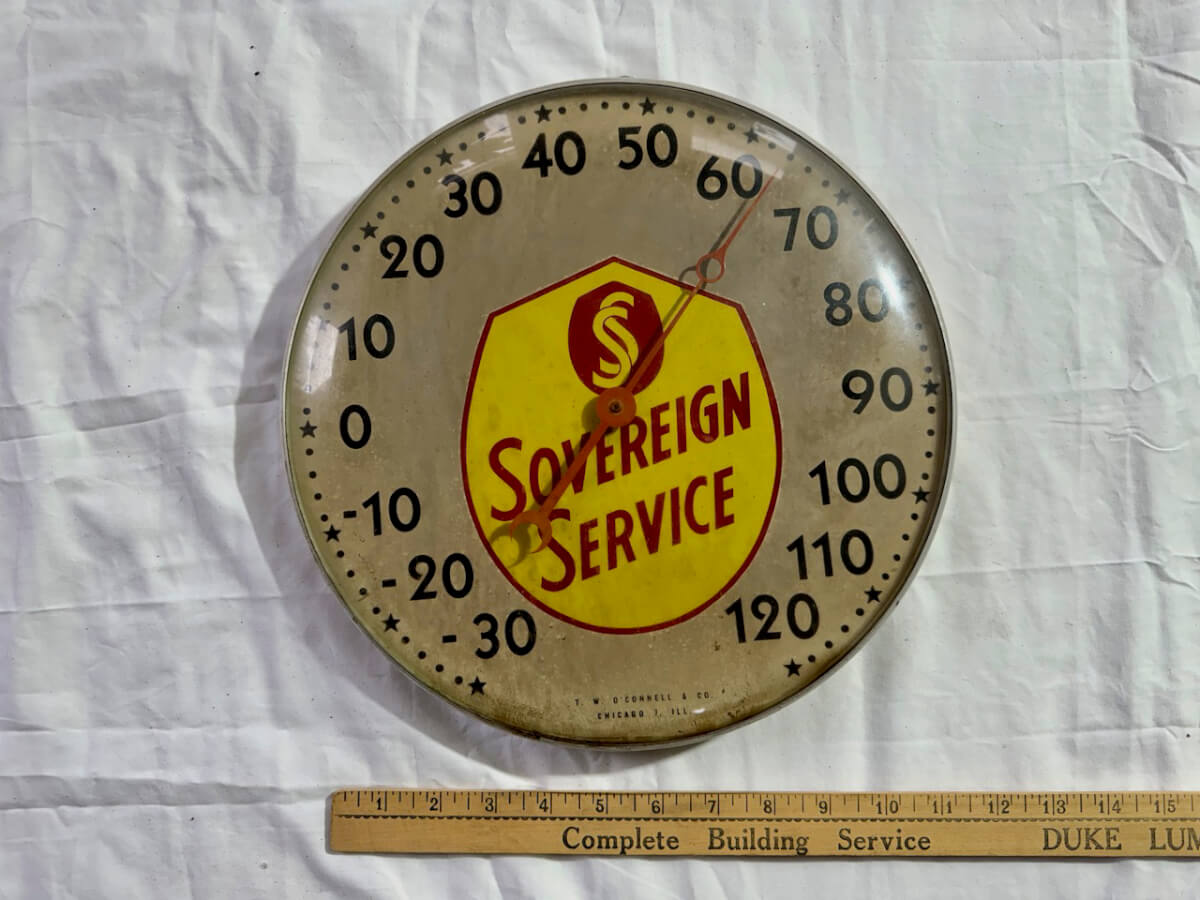 50
40
60
30
70
20
80
10
90
0
100
-10
110
-20
120
-30
S
SOVEREIGN
SERVICE
T. W. O'CONNELL & CO.
CHICAGO 7, ILL.
1 2 3 4 5 6 7 8 9 10 11 12 13 14 15
Complete Building Service DUKE LUM